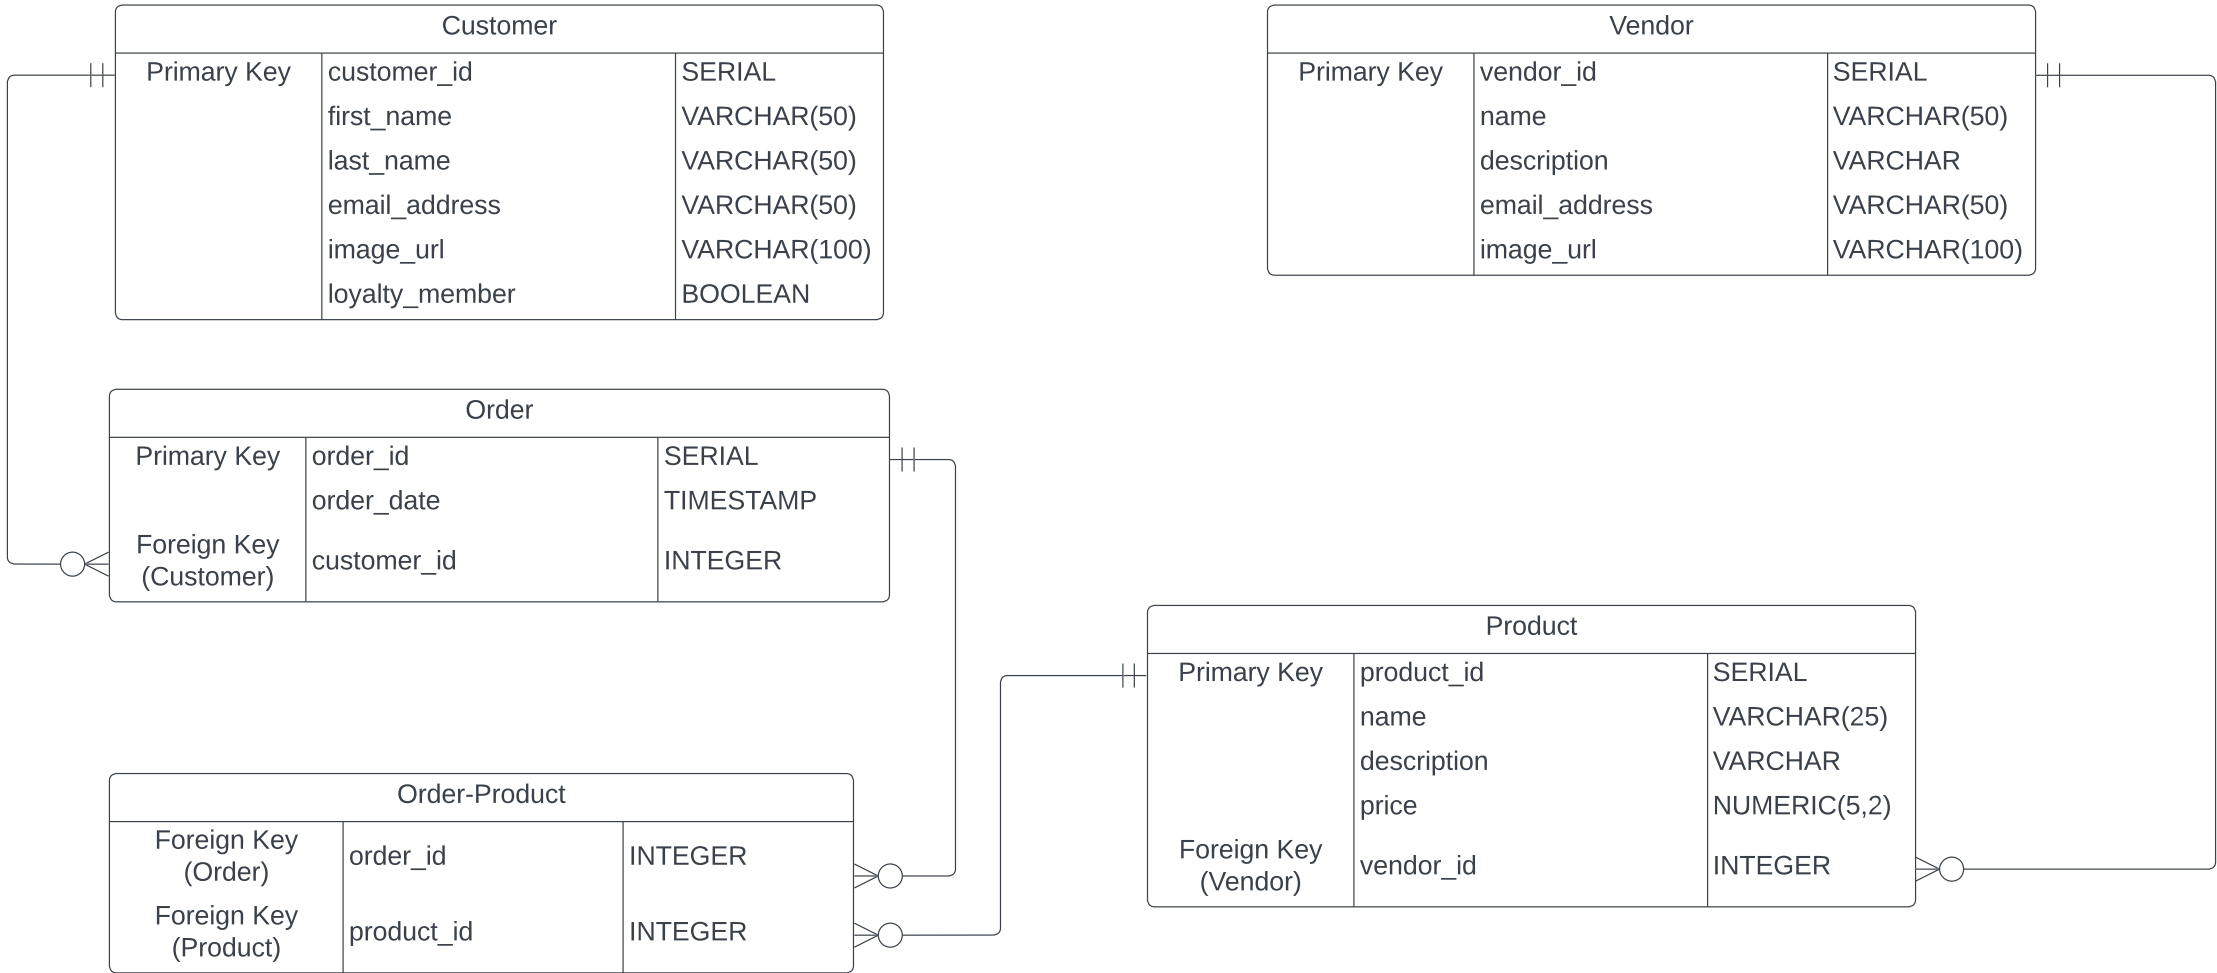 Customer
Primary Key customer_id SERIAL
first_name VARCHAR(50)
last_name VARCHAR(50)
email_address VARCHAR(50)
image_url VARCHAR(100)
loyalty_member BOOLEAN
Vendor
Primary Key vendor_id SERIAL
name VARCHAR(50)
description VARCHAR
email_address VARCHAR(50)
image_url VARCHAR(100)
Order
Primary Key order_id SERIAL
order_date TIMESTAMP
Foreign Key
(Customer) customer_id INTEGER
Product
Primary Key product_id SERIAL
name VARCHAR(25)
description VARCHAR
price NUMERIC(5,2)
Foreign Key
(Vendor) vendor_id INTEGER
Order-Product
Foreign Key
(Order) order_id INTEGER
Foreign Key
(Product) product_id INTEGER